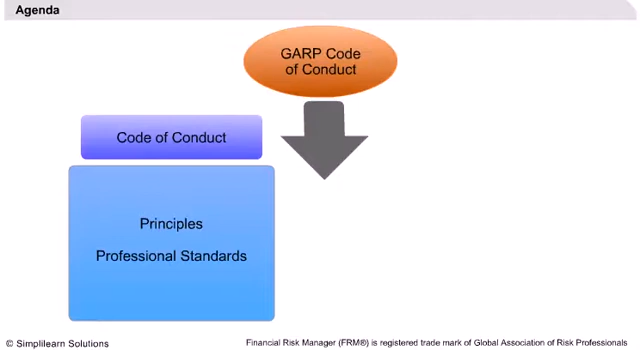 Agenda
GARP Code
of Conduct
Code of Conduct
Principles
Professional Standards
© Simplilearn Solutions
Financial Risk Manager (FRM®) is registered trade mark of Global Association of Risk Professionals